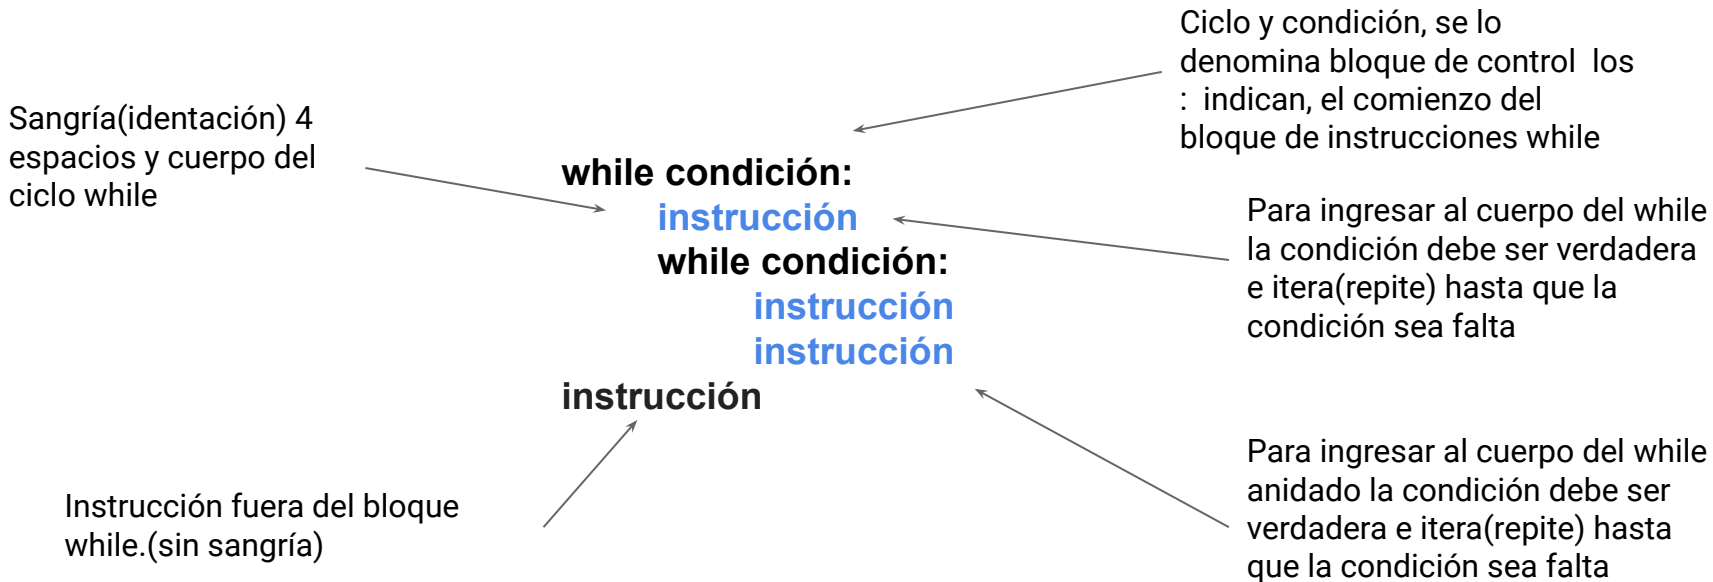 Ciclo y condición, se lo
denomina bloque de control los
: indican, el comienzo del
bloque de instrucciones while
Sangría(identación) 4
espacios y cuerpo del
ciclo while
while condición:
instrucción
while condición:
instrucción
instrucción
instrucción
Para ingresar al cuerpo del while
la condición debe ser verdadera
e itera(repite) hasta que la
condición sea falta
Instrucción fuera del bloque
while.(sin sangría)
Para ingresar al cuerpo del while
anidado la condición debe ser
verdadera e itera(repite) hasta
que la condición sea falta